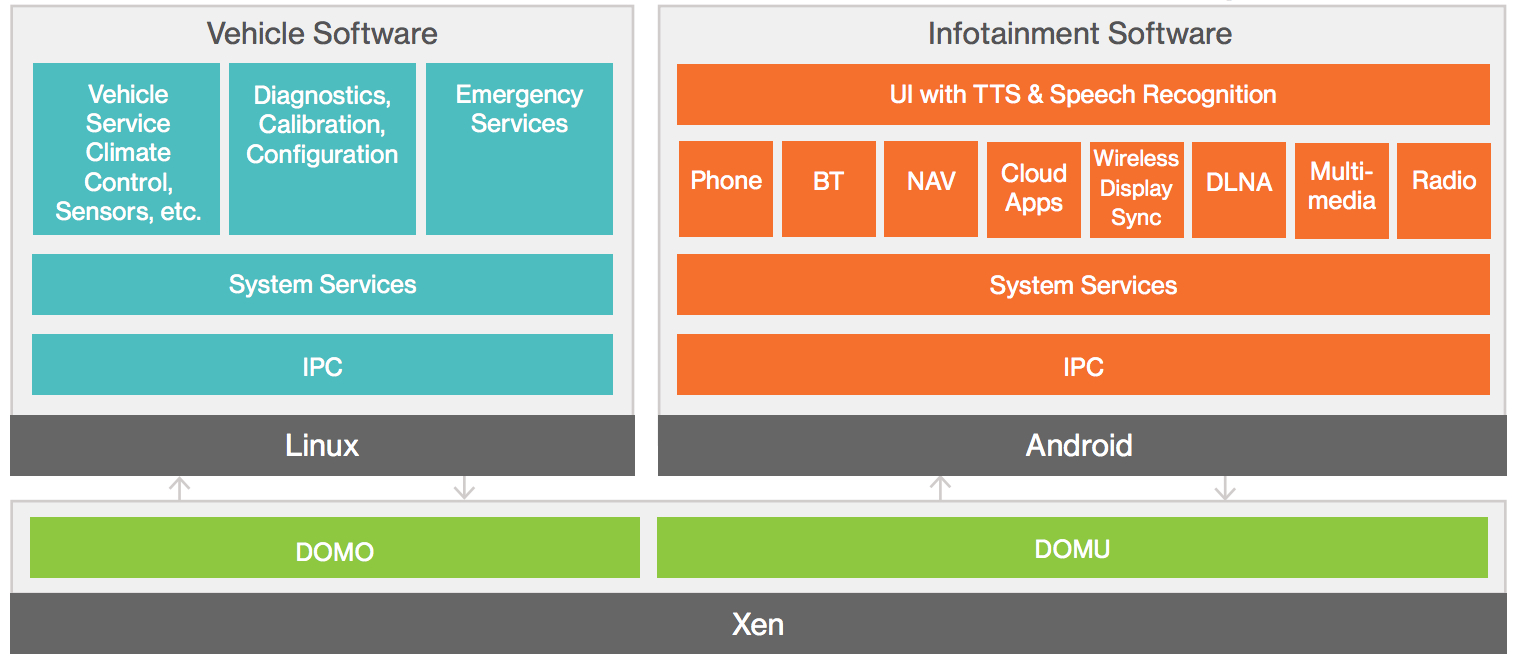 Vehicle Software
Infotainment Software
Vehicle
Service
Climate
Control,
Sensors, etc.
Diagnostics,
Calibration,
Configuration
Emergency
Services
System Services
IPC
Linux
UI with TTS & Speech Recognition
Phone
BT
NAV
Cloud
Apps
Wireless
Display
Sync
DLNA
Multi-
media
Radio
System Services
IPC
Android
DOMO
DOMU
Xen